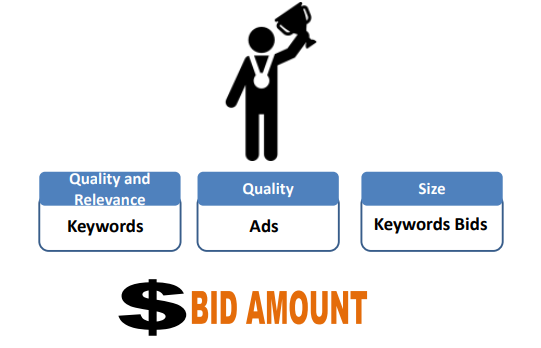 Quality and
Relevance
Keywords
Quality
Ads
Size
Keywords Bids
$ BID AMOUNT